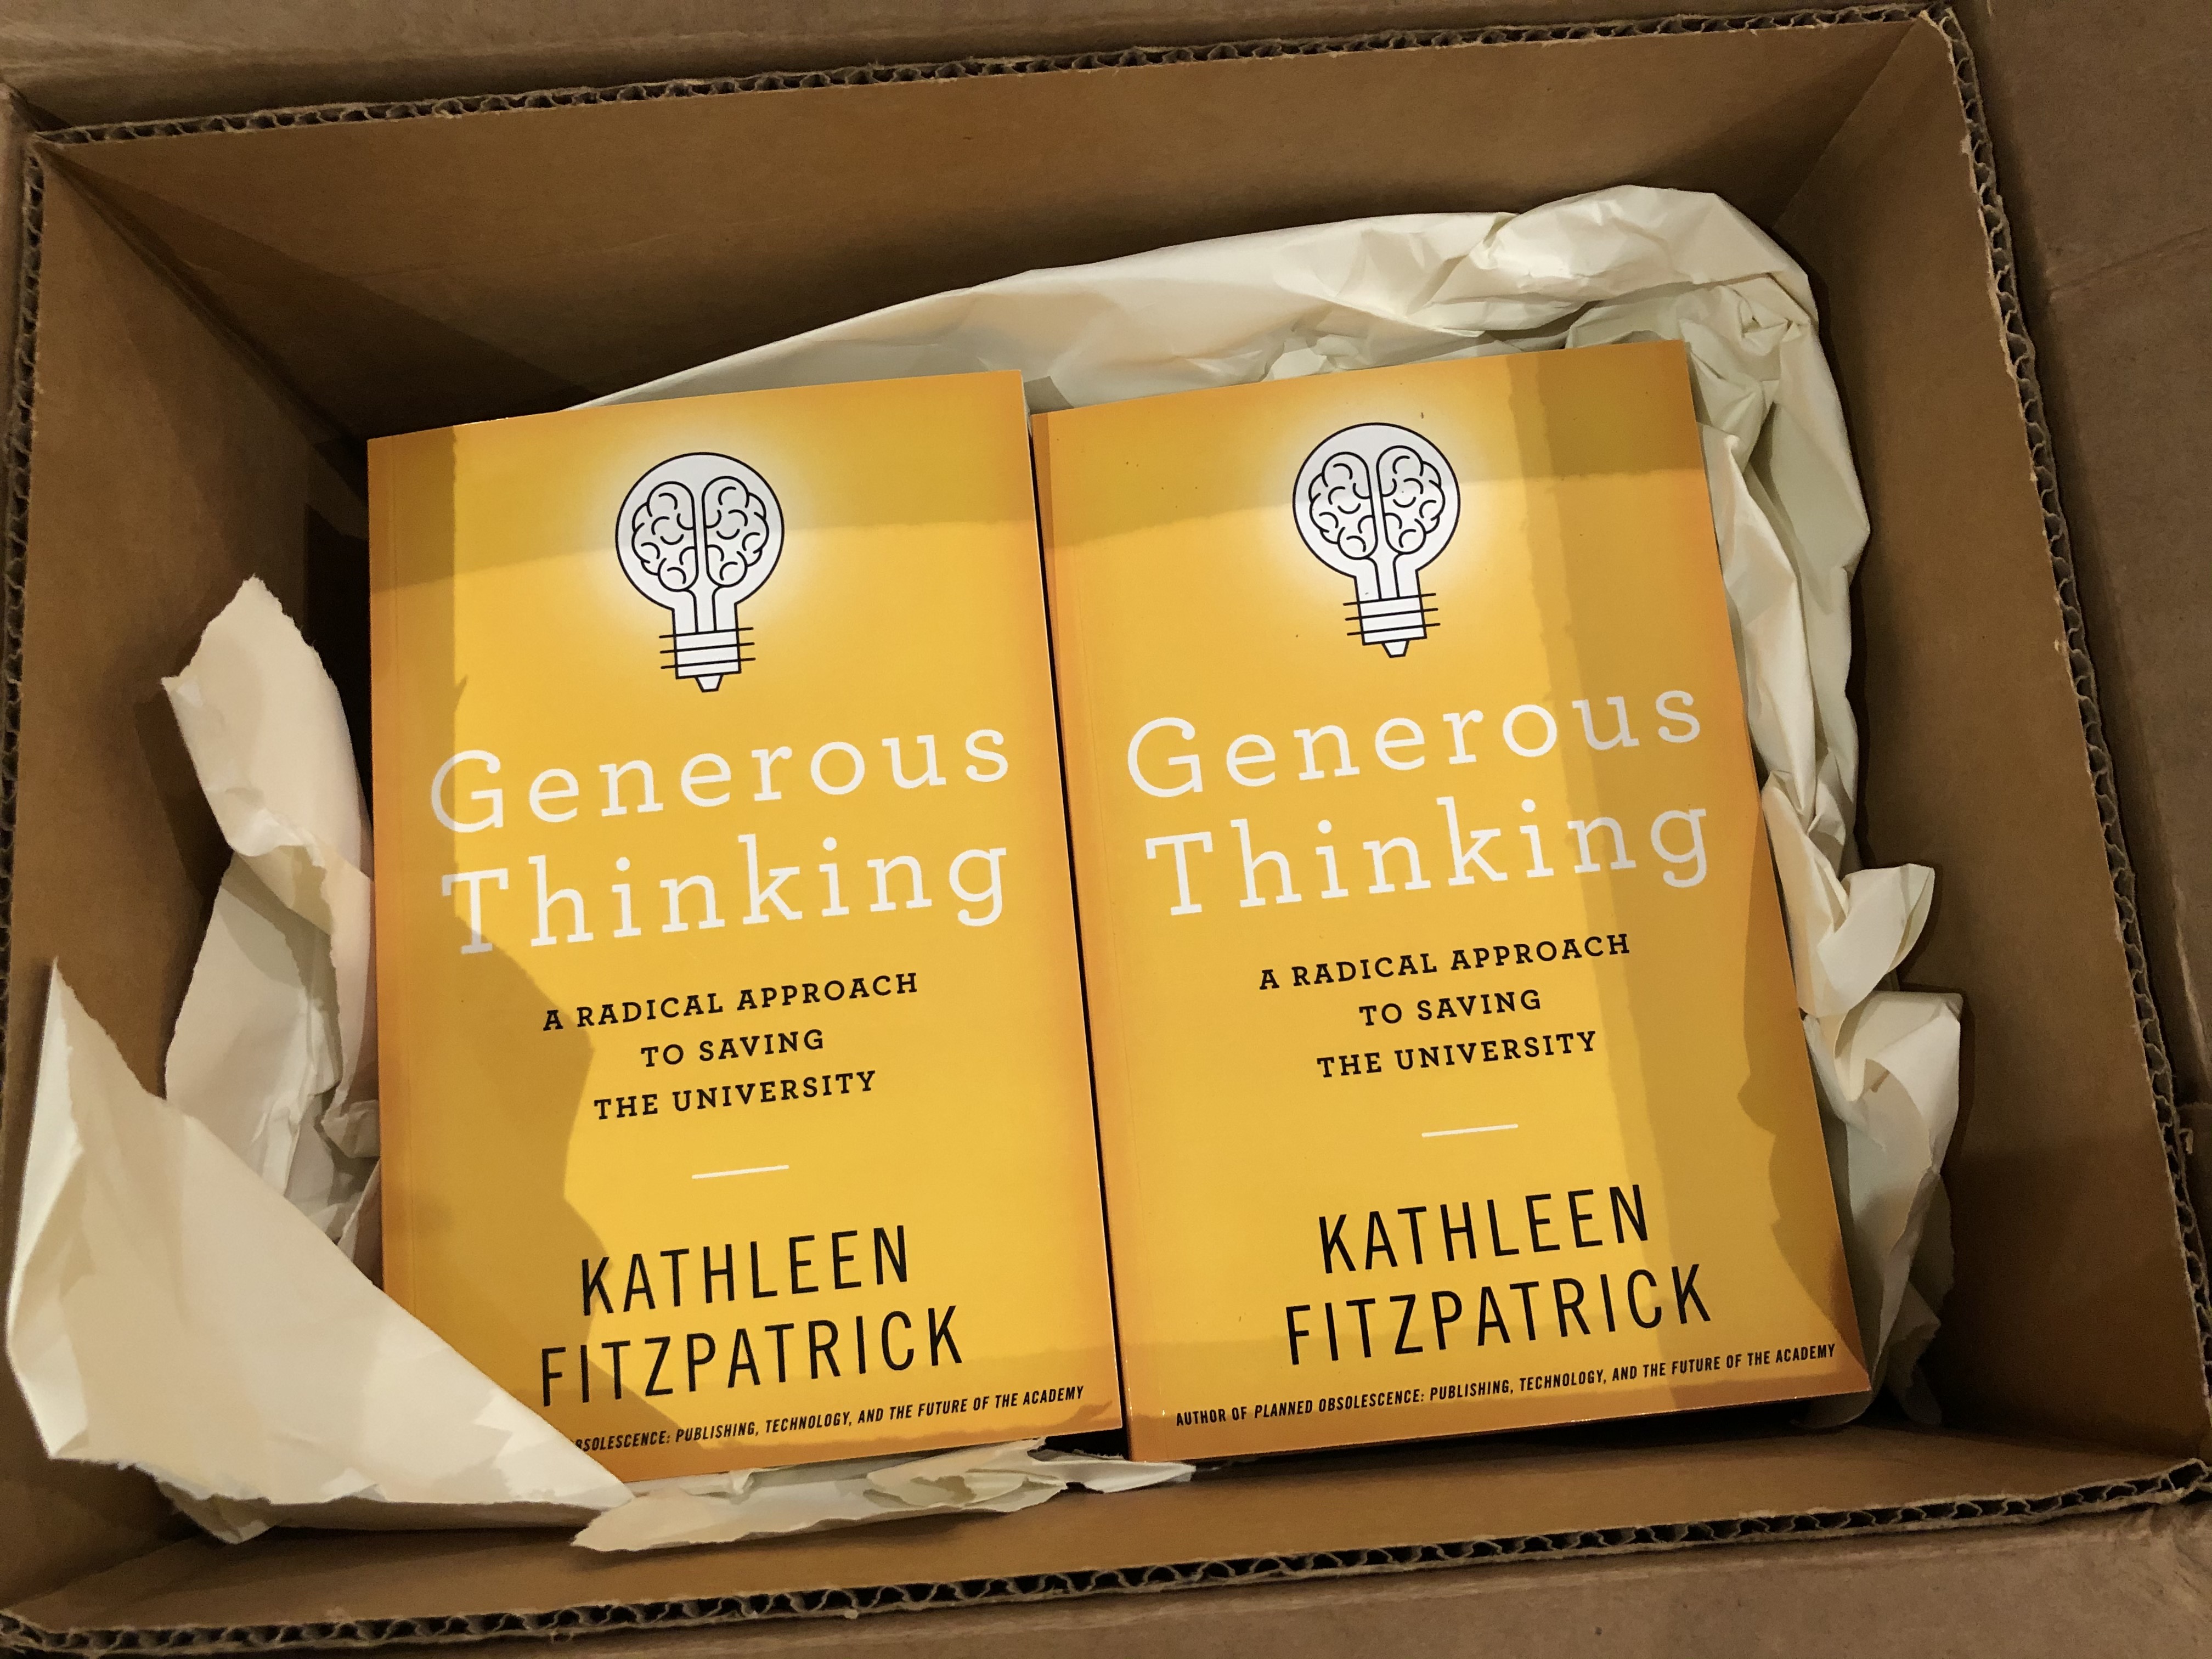 Generous
Thinking
A RADICAL APPROACH
TO SAVING
THE UNIVERSITY
KATHLEEN
FITZPATRICK
BSOLESCENCE: PUBLISHING, TECHNOLOGY, AND THE FUTURE OF THE ACADEMY
Generous
Thinking
A RADICAL APPROACH
TO SAVING
THE UNIVERSITY
KATHLEEN
FITZPATRICK
AUTHOR OF PLANNED OBSOLESCENCE: PUBLISHING, TECHNOLOGY, AND THE FUTURE OF THE ACADEMY